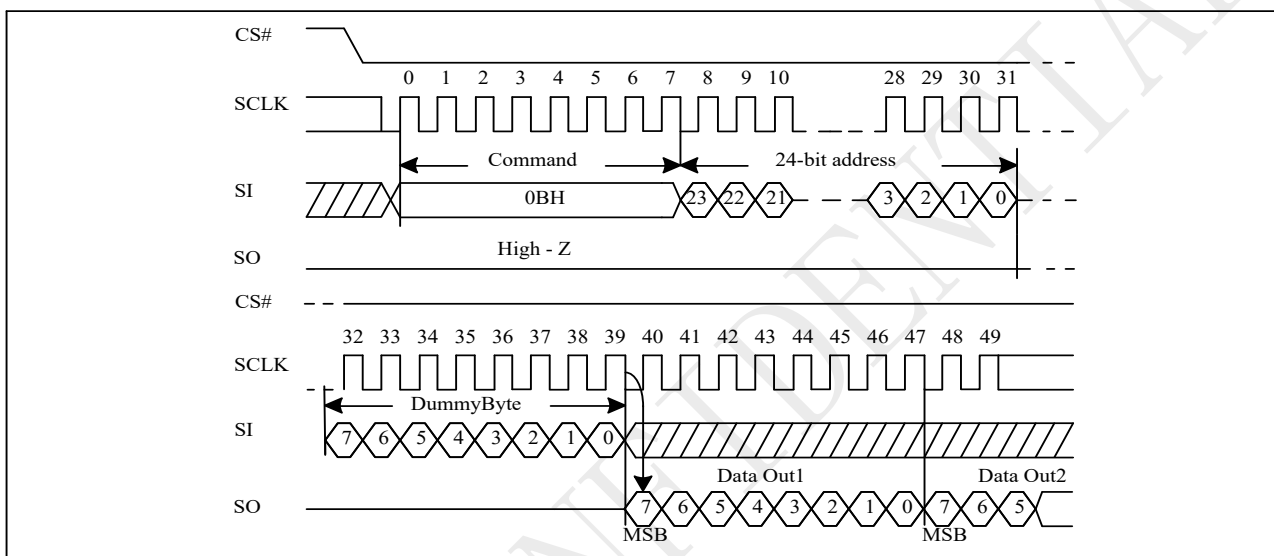 CS#
0 1 2 3 4 5 6 7 8 9 10 28 29 30 31
SCLK
Command 24-bit address
SI 0BH 23 22 21 3 2 1 0
High - Z
SO
CS#
32 33 34 35 36 37 38 39 40 41 42 43 44 45 46 47 48 49
SCLK
DummyByte
SI 7 6 5 4 3 2 1 0
Data Out1 Data Out2
SO 7 6 5 4 3 2 1 0 7 6 5
MSB MSB
NFIDENTIA